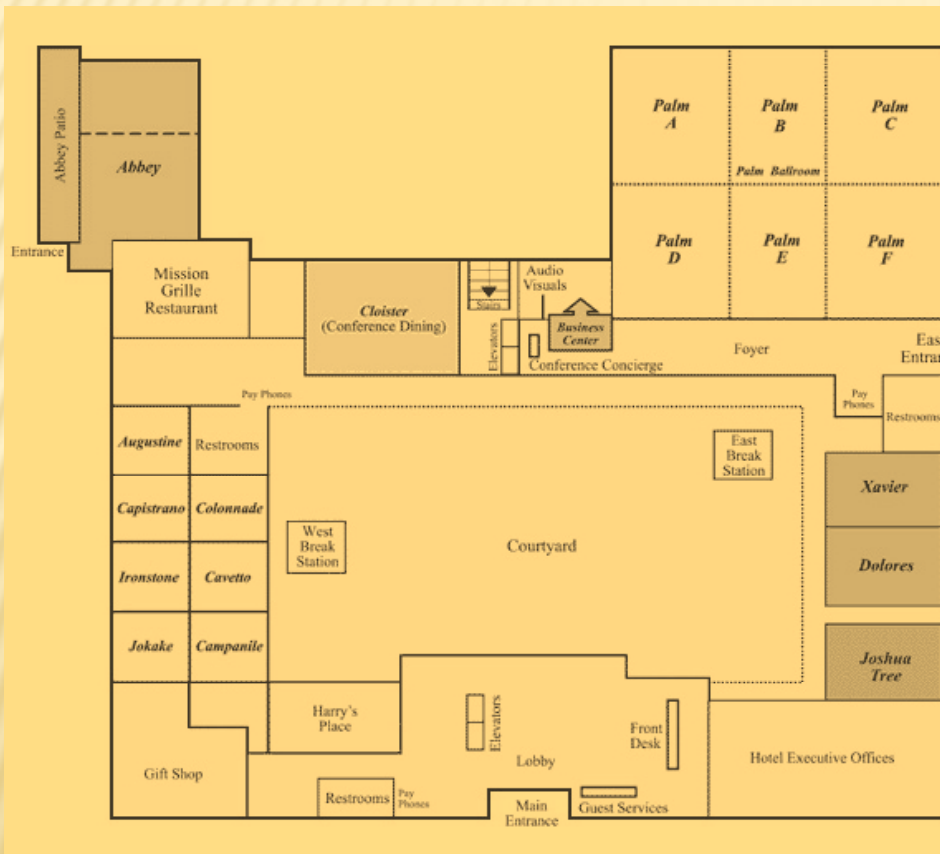 Abbey Patio
Abbey
Entrance
Mission
Grille
Restaurant
Cloister
(Conference Dining)
Stairs
Elevators
Audio
Visuals
Business
Center
Conference Concierge
Palm
A
Palm
B
Palm
C
Palm Ballroom
Palm
D
Palm
E
Palm
F
Foyer
Eas
Entran
Pay Phones
Pay
Phones
Restrooms
Augustine
Restrooms
Capistrano
Colonnade
Ironstone
Cavetto
Jokake
Campanile
West
Break
Station
Courtyard
East
Break
Station
Xavier
Dolores
Joshua
Tree
Harry's
Place
Gift Shop
Restrooms
Pay
Phones
Elevators
Lobby
Front
Desk
Main
Entrance
Guest Services
Hotel Executive Offices